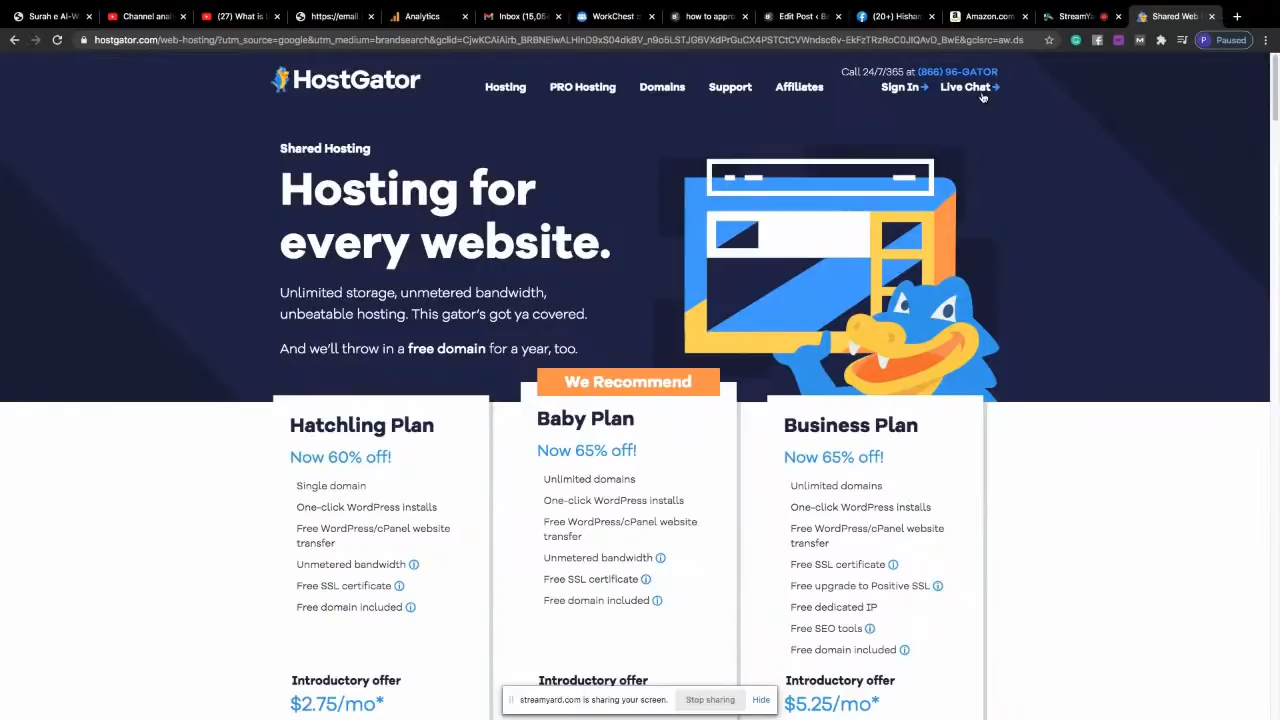 Surah e Al-W
Channel anal
(27) What is
https://email
Analytics
Inbox (15,08
WorkChest ::
how to appro
Edit Post ‹ B
(20+) Hishan
Amazon.com
StreamYa
Shared Web
hostgator.com/web-hosting/?utm_source=google&utm_medium=brandsearch&gclid=
Paused
HostGator
Hosting
PRO Hosting
Domains
Support
Affiliates
Call 24/7/365 at (866) 96-GATOR
Sign In
Live Chat
Shared Hosting
Hosting for
every website.
Unlimited storage, unmetered bandwidth,
unbeatable hosting. This gator's got ya covered.
And we'll throw in a free domain for a year, too.
Hatchling Plan
Now 60% off!
Single domain
One-click WordPress installs
Free WordPress/cPanel website
transfer
Unmetered bandwidth
Free SSL certificate
Free domain included
Introductory offer
$2.75/mo*
We Recommend
Baby Plan
Now 65% off!
Unlimited domains
One-click WordPress installs
Free WordPress/cPanel website
transfer
Unmetered bandwidth
Free SSL certificate
Free domain included
Introductory offer
Business Plan
Now 65% off!
Unlimited domains
One-click WordPress installs
Free WordPress/cPanel website
transfer
Free SSL certificate
Free upgrade to Positive SSL
Free dedicated IP
Free SEO tools
Free domain included
Introductory offer
$5.25/mo*
streamyard.com is sharing your screen.
Stop sharing
Hide